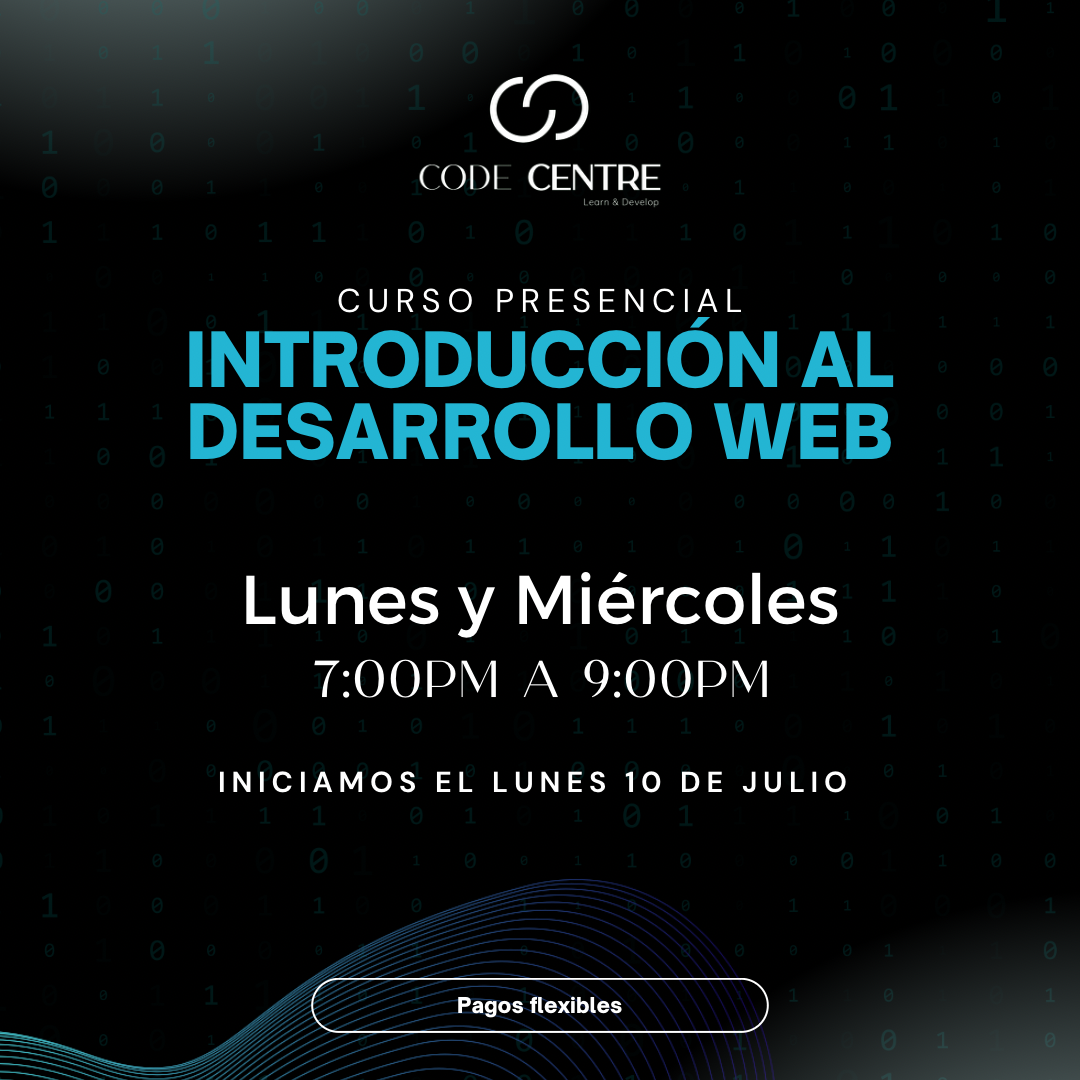 CODE CENTRE
Learn & Develop
CURSO PRESENCIAL
INTRODUCCIÓN AL
DESARROLLO WEB
Lunes y Miércoles
7:00PM A 9:00PM
INICIAMOS EL LUNES 10 DE JULIO
Pagos flexibles